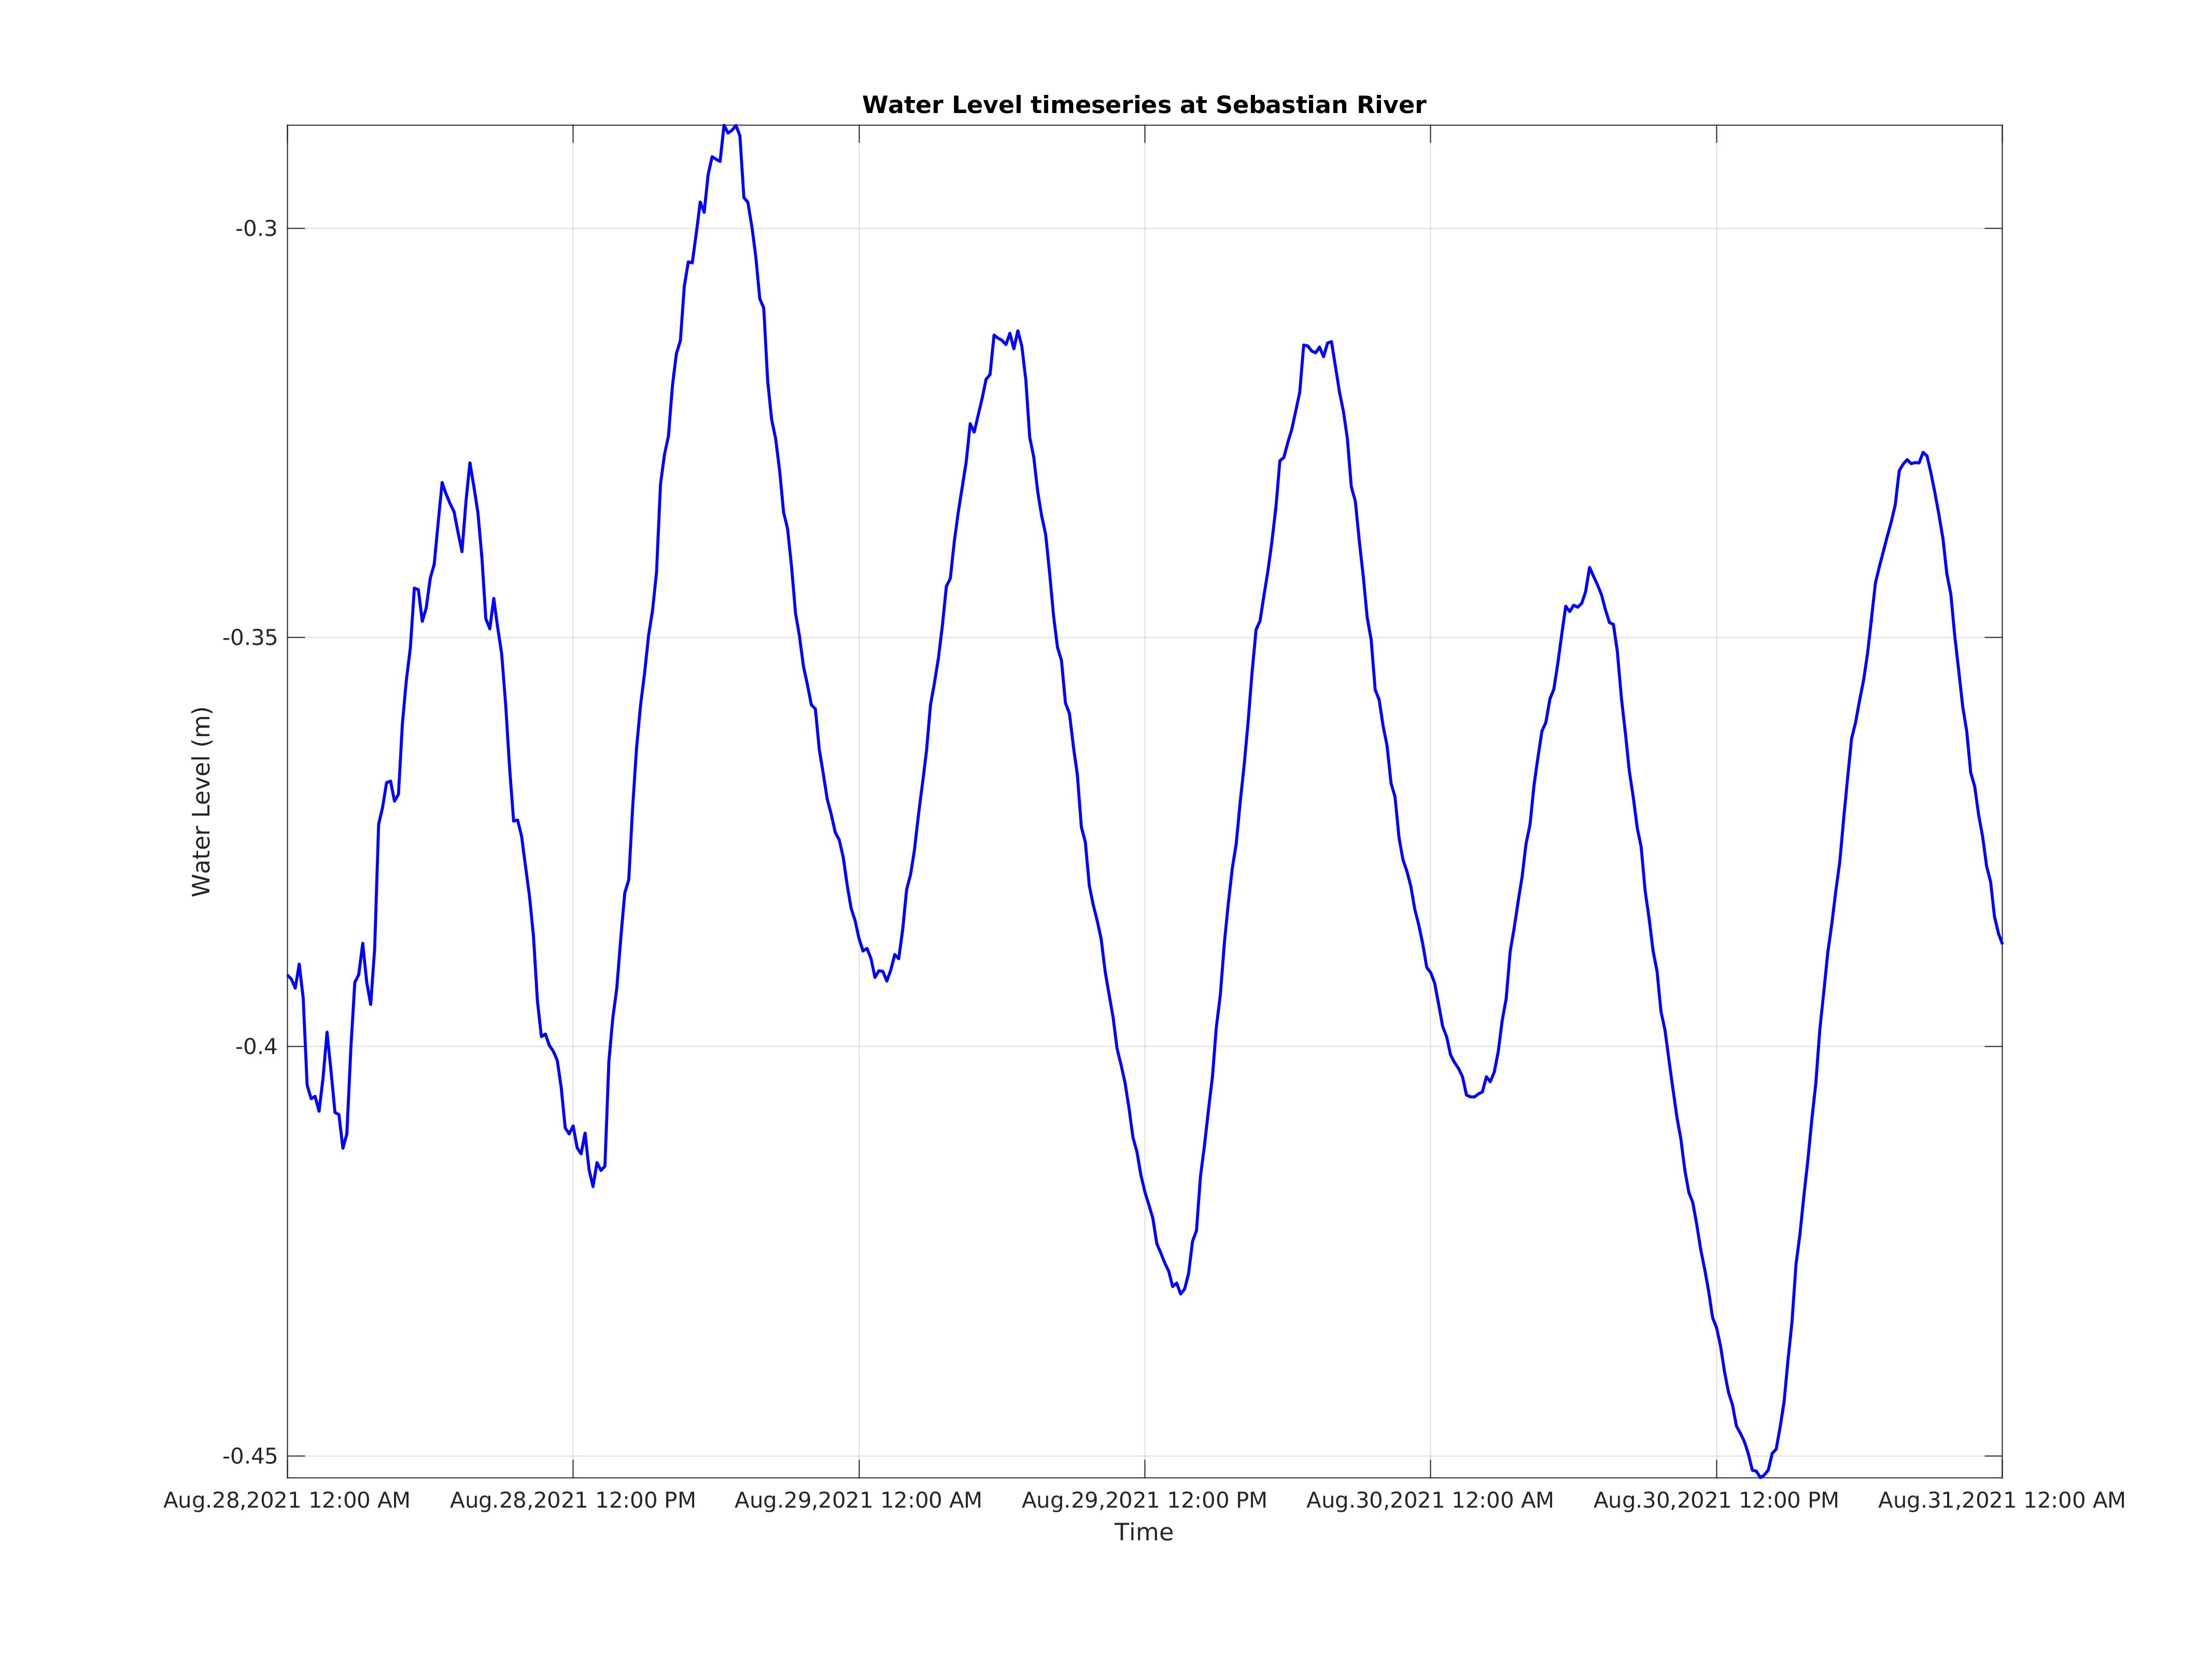 Water Level timeseries at Sebastian River
-0.3
-0.35
-0.4
-0.45
Water Level (m)
Aug.28,2021 12:00 AM
Aug.28,2021 12:00 PM
Aug.29,2021 12:00 AM
Aug.29,2021 12:00 PM
Aug.30,2021 12:00 AM
Aug.30,2021 12:00 PM
Aug.31,2021 12:00 AM
Time